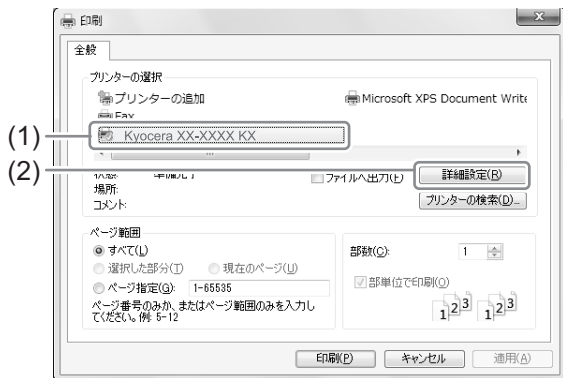 印刷
全般
プリンターの選択
プリンターの追加 Microsoft XPS Document Write
Fax
(1) Kyocera XX-XXXX KX
(2) 状態: 準備完了 ファイルへ出力(F) 詳細設定(R)
場所:
コメント: プリンターの検索(D)...
ページ範囲
すべて(L) 部数(C): 1
選択した部分(T) 現在のページ(U)
部単位で印刷(O)
ページ指定(G): 1-65535
ページ番号のみか、またはページ範囲のみを入力し
てください。例: 5-12
1 2 3 1 2 3
印刷(P) キャンセル 適用(A)